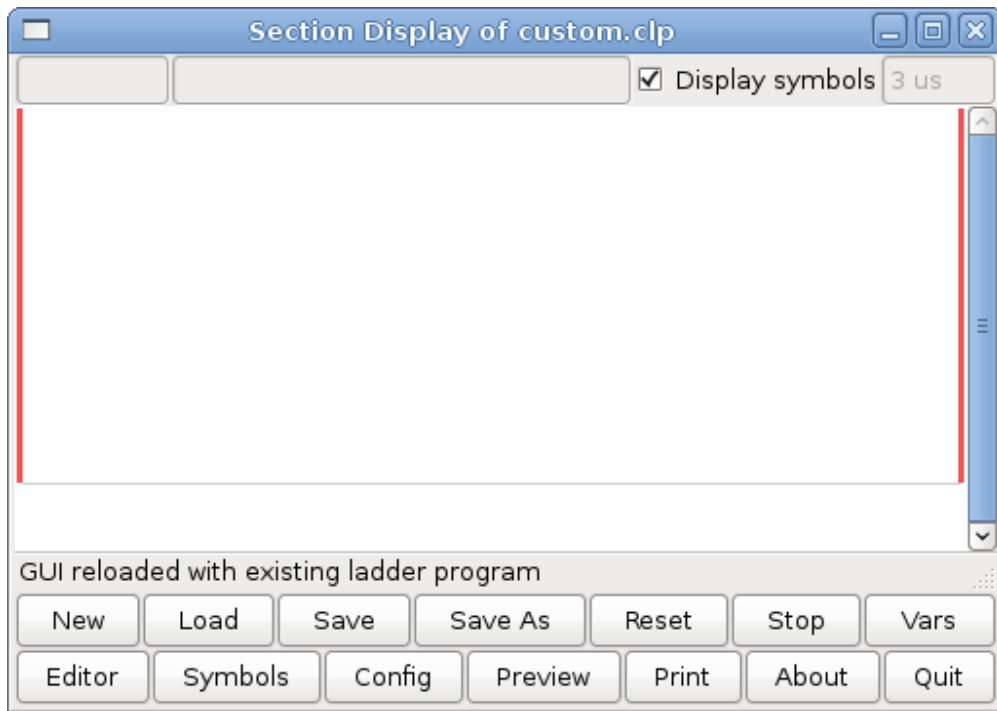 Section Display of custom.clp
Display symbols 3 us
GUI reloaded with existing ladder program
New Load Save Save As Reset Stop Vars
Editor Symbols Config Preview Print About Quit